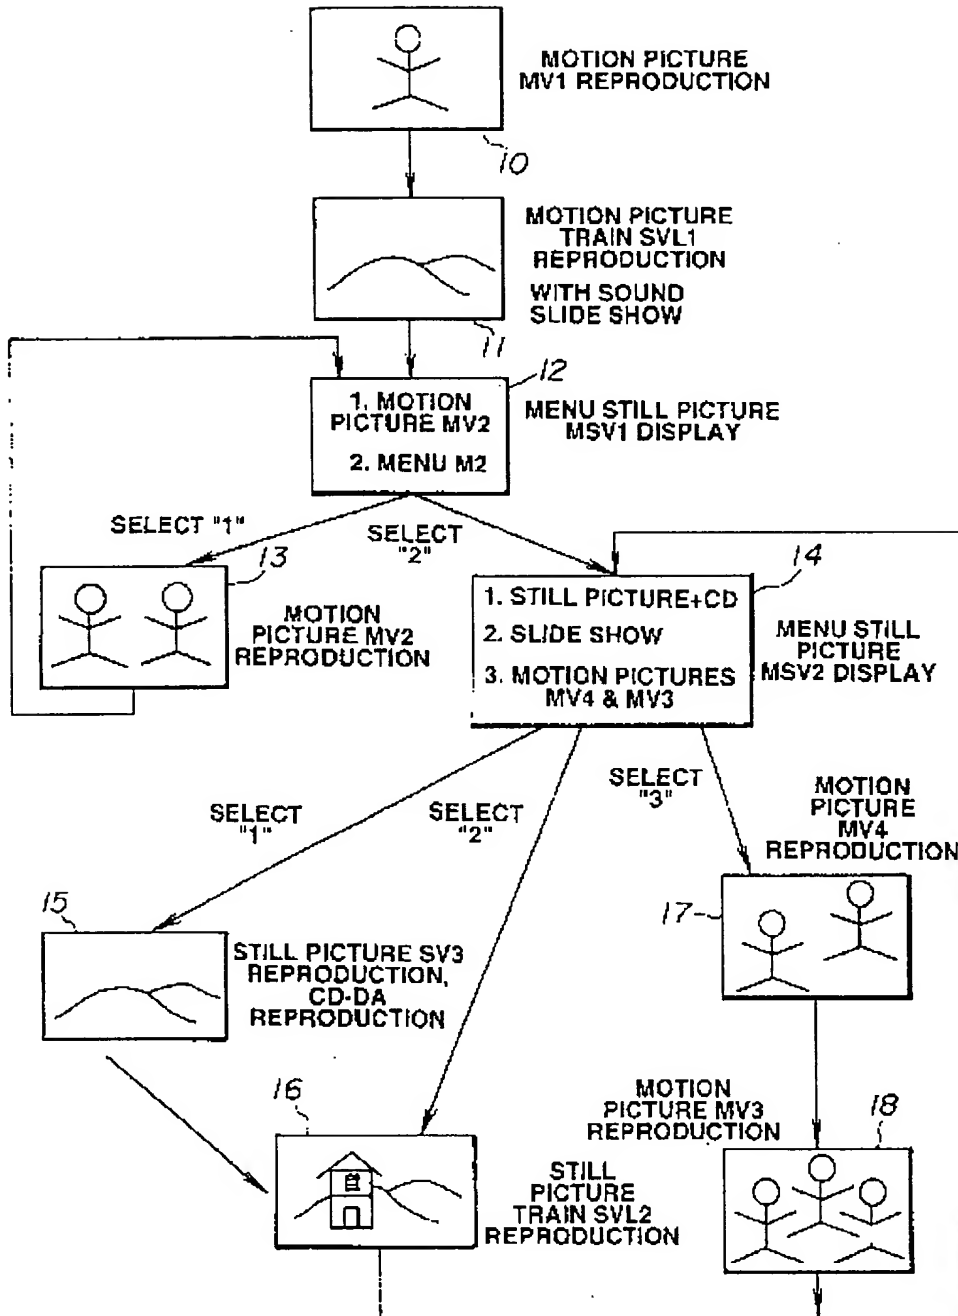 MOTION PICTURE
MV1 REPRODUCTION
10
MOTION PICTURE
TRAIN SVL1
REPRODUCTION
WITH SOUND
SLIDE SHOW
11
12
1. MOTION
PICTURE MV2
2. MENU M2
MENU STILL PICTURE
MSV1 DISPLAY
SELECT "1"
SELECT
"2"
13
MOTION
PICTURE MV2
REPRODUCTION
14
1. STILL PICTURE+CD
2. SLIDE SHOW
3. MOTION PICTURES
MV4 & MV3
MENU STILL
PICTURE
MSV2 DISPLAY
SELECT
"1"
SELECT
"2"
SELECT
"3"
MOTION
PICTURE
MV4
REPRODUCTION
15
STILL PICTURE SV3
REPRODUCTION,
CD-DA
REPRODUCTION
17
16
STILL
PICTURE
TRAIN SVL2
REPRODUCTION
MOTION
PICTURE MV3
REPRODUCTION
18